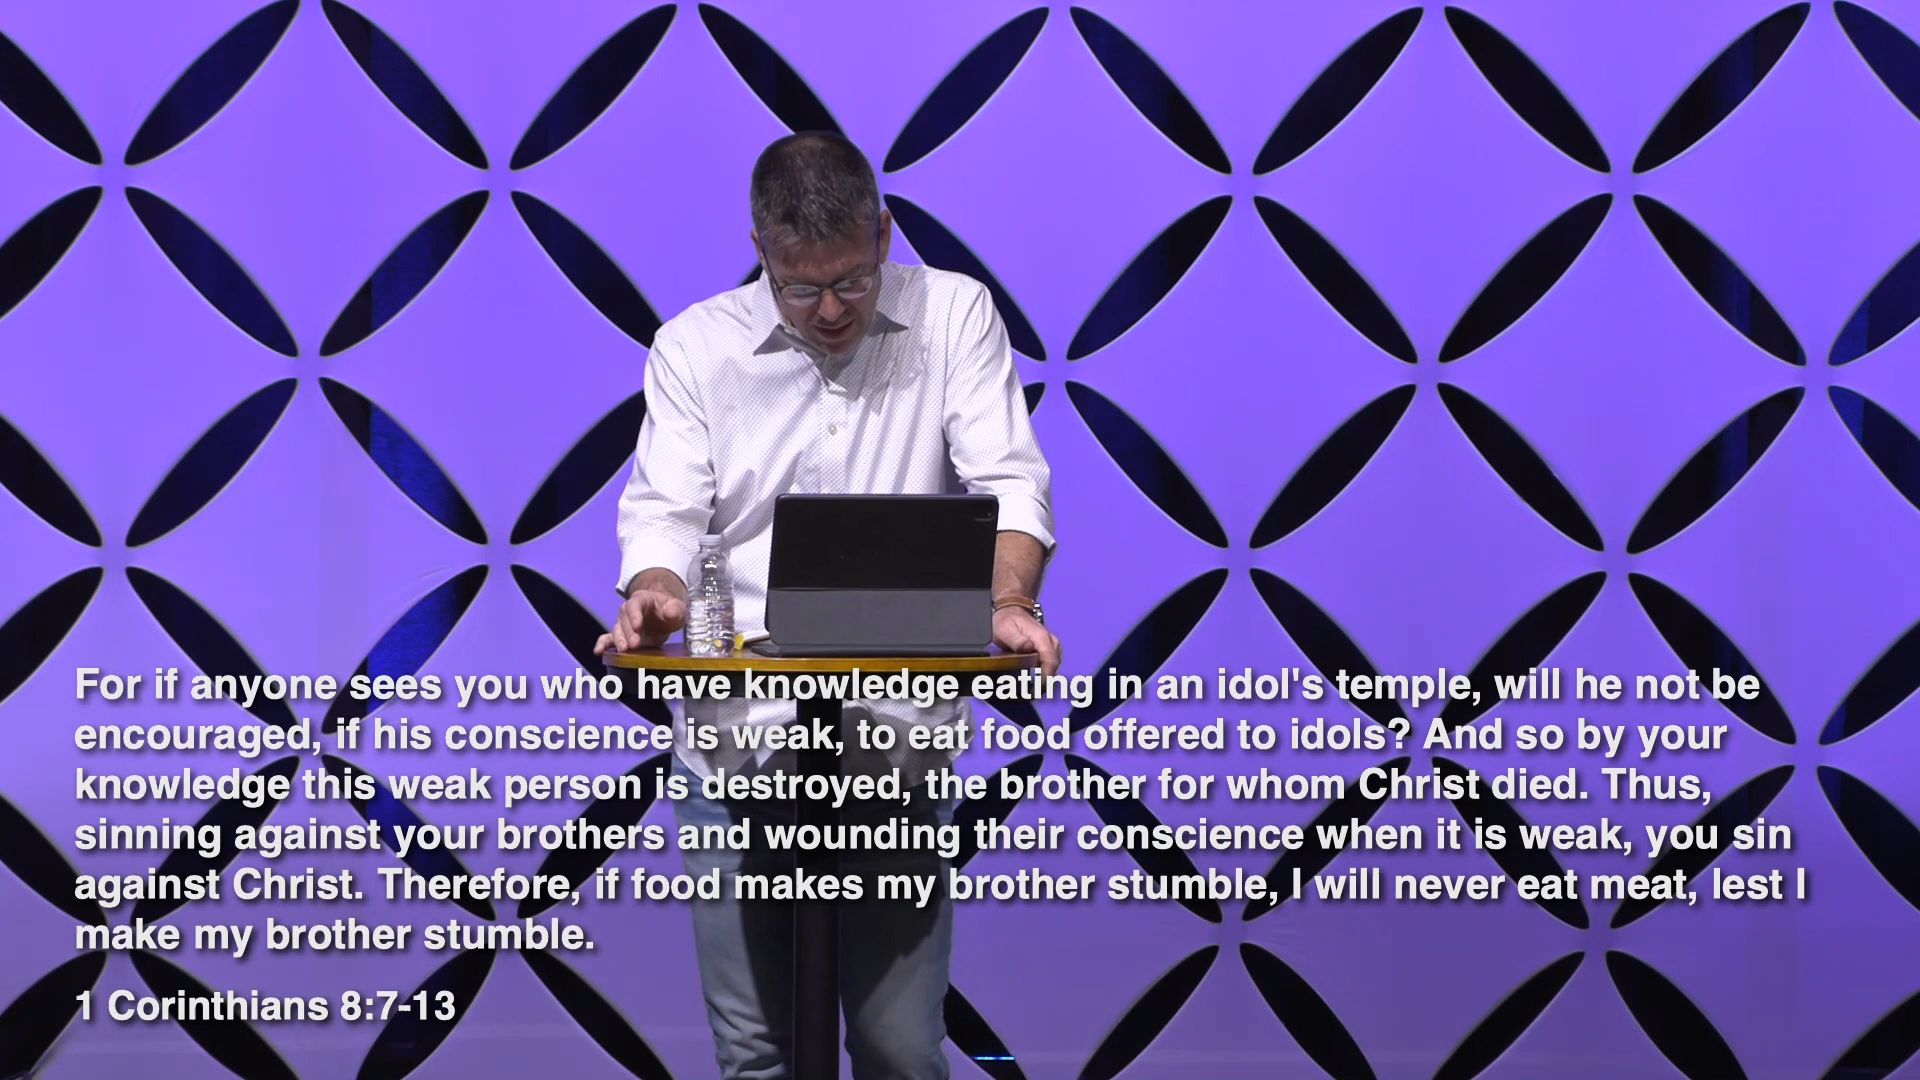 For if anyone sees you who have knowledge eating in an idol's temple, will he not be
encouraged, if his conscience is weak, to eat food offered to idols? And so by your
knowledge this weak person is destroyed, the brother for whom Christ died. Thus,
sinning against your brothers and wounding their conscience when it is weak, you sin
against Christ. Therefore, if food makes my brother stumble, I will never eat meat, lest I
make my brother stumble.
1 Corinthians 8:7-13